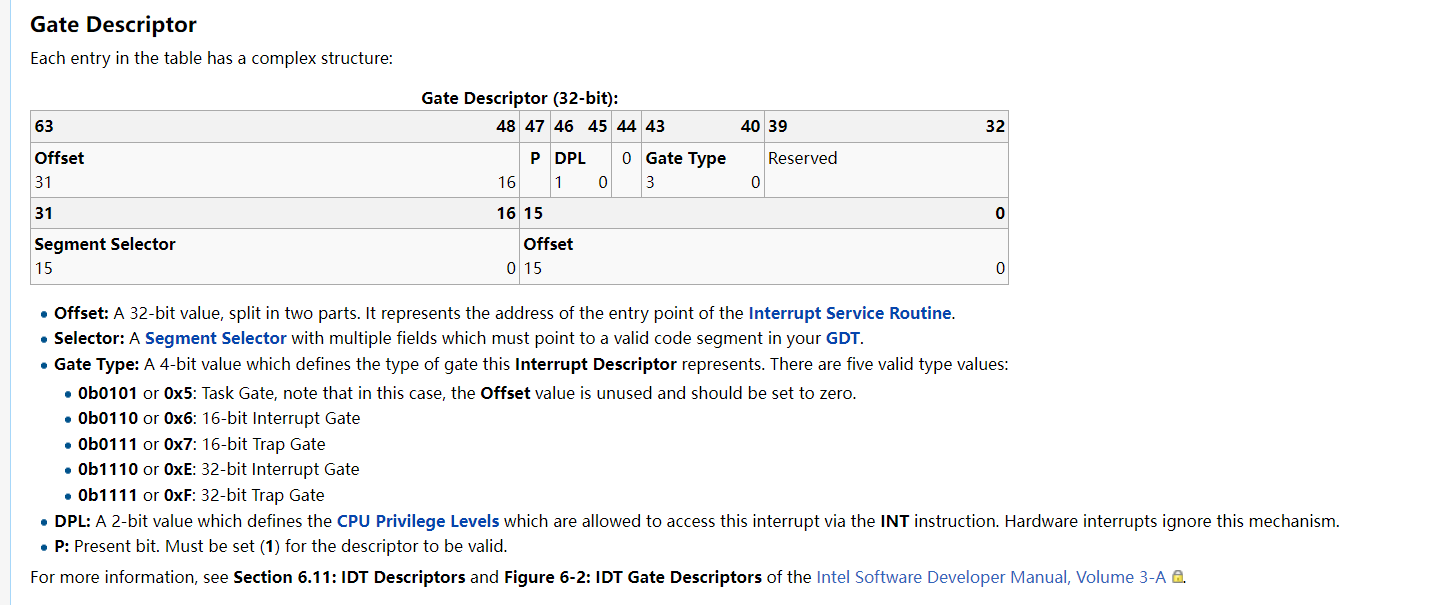 Gate Descriptor
Each entry in the table has a complex structure:
Gate Descriptor (32-bit):
63 48 47 46 45 44 43 40 39 32
Offset P DPL 0 Gate Type Reserved
31 16 1 0 3 0
31 16 15 0
Segment Selector Offset
15 0 15 0
• Offset: A 32-bit value, split in two parts. It represents the address of the entry point of the Interrupt Service Routine.
• Selector: A Segment Selector with multiple fields which must point to a valid code segment in your GDT.
• Gate Type: A 4-bit value which defines the type of gate this Interrupt Descriptor represents. There are five valid type values:
• 0b0101 or 0x5: Task Gate, note that in this case, the Offset value is unused and should be set to zero.
• 0b0110 or 0x6: 16-bit Interrupt Gate
• 0b0111 or 0x7: 16-bit Trap Gate
• 0b1110 or 0xE: 32-bit Interrupt Gate
• 0b1111 or 0xF: 32-bit Trap Gate
• DPL: A 2-bit value which defines the CPU Privilege Levels which are allowed to access this interrupt via the INT instruction. Hardware interrupts ignore this mechanism.
• P: Present bit. Must be set (1) for the descriptor to be valid.
For more information, see Section 6.11: IDT Descriptors and Figure 6-2: IDT Gate Descriptors of the Intel Software Developer Manual, Volume 3-A.